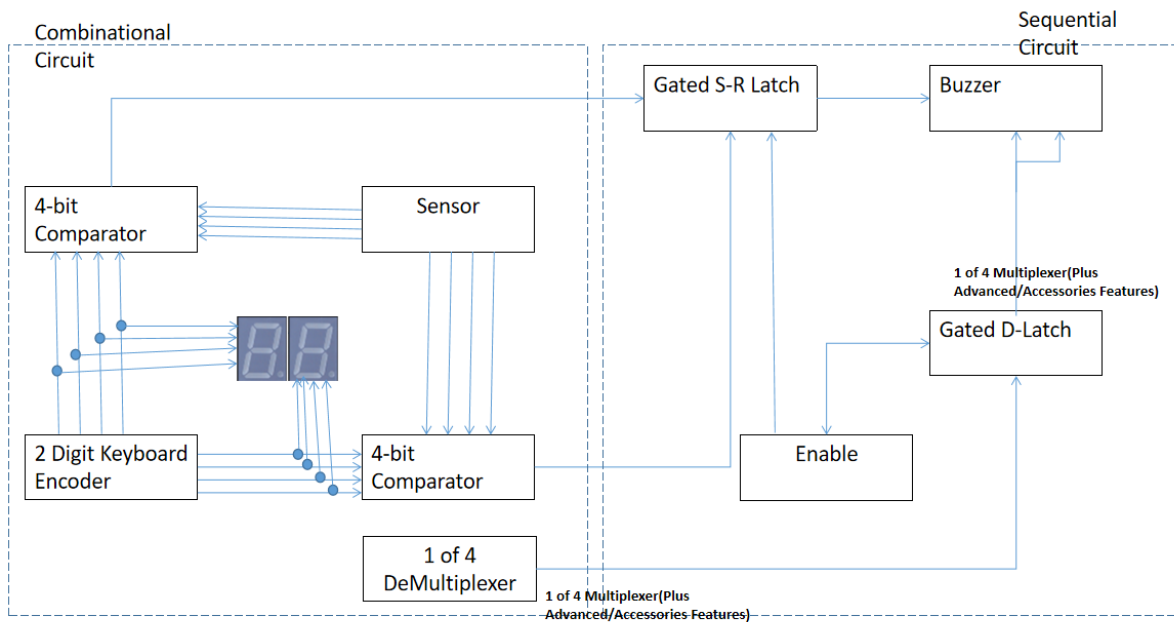 Combinational
Circuit
Sequential
Circuit
Gated S-R Latch
Buzzer
4-bit
Comparator
Sensor
1 of 4 Multiplexer(Plus
Advanced/Accessories Features)
Gated D-Latch
2 Digit Keyboard
Encoder
4-bit
Comparator
Enable
1 of 4
DeMultiplexer
1 of 4 Multiplexer(Plus
Advanced/Accessories Features)